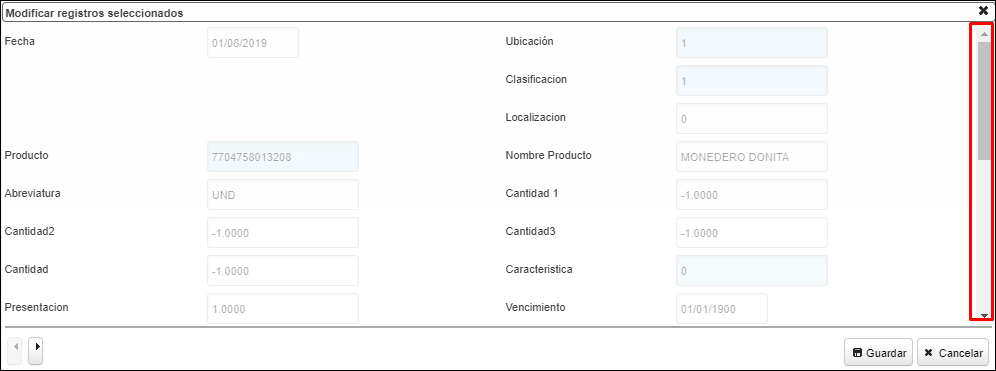 Modificar registros seleccionados
Fecha 01/08/2019 Ubicación 1
Clasificacion 1
Localizacion 0
Producto 7704758013208 Nombre Producto MONEDERO DONITA
Abreviatura UND Cantidad 1 -1.0000
Cantidad2 -1.0000 Cantidad3 -1.0000
Cantidad -1.0000 Caracteristica 0
Presentacion 1.0000 Vencimiento 01/01/1900
Guardar Cancelar